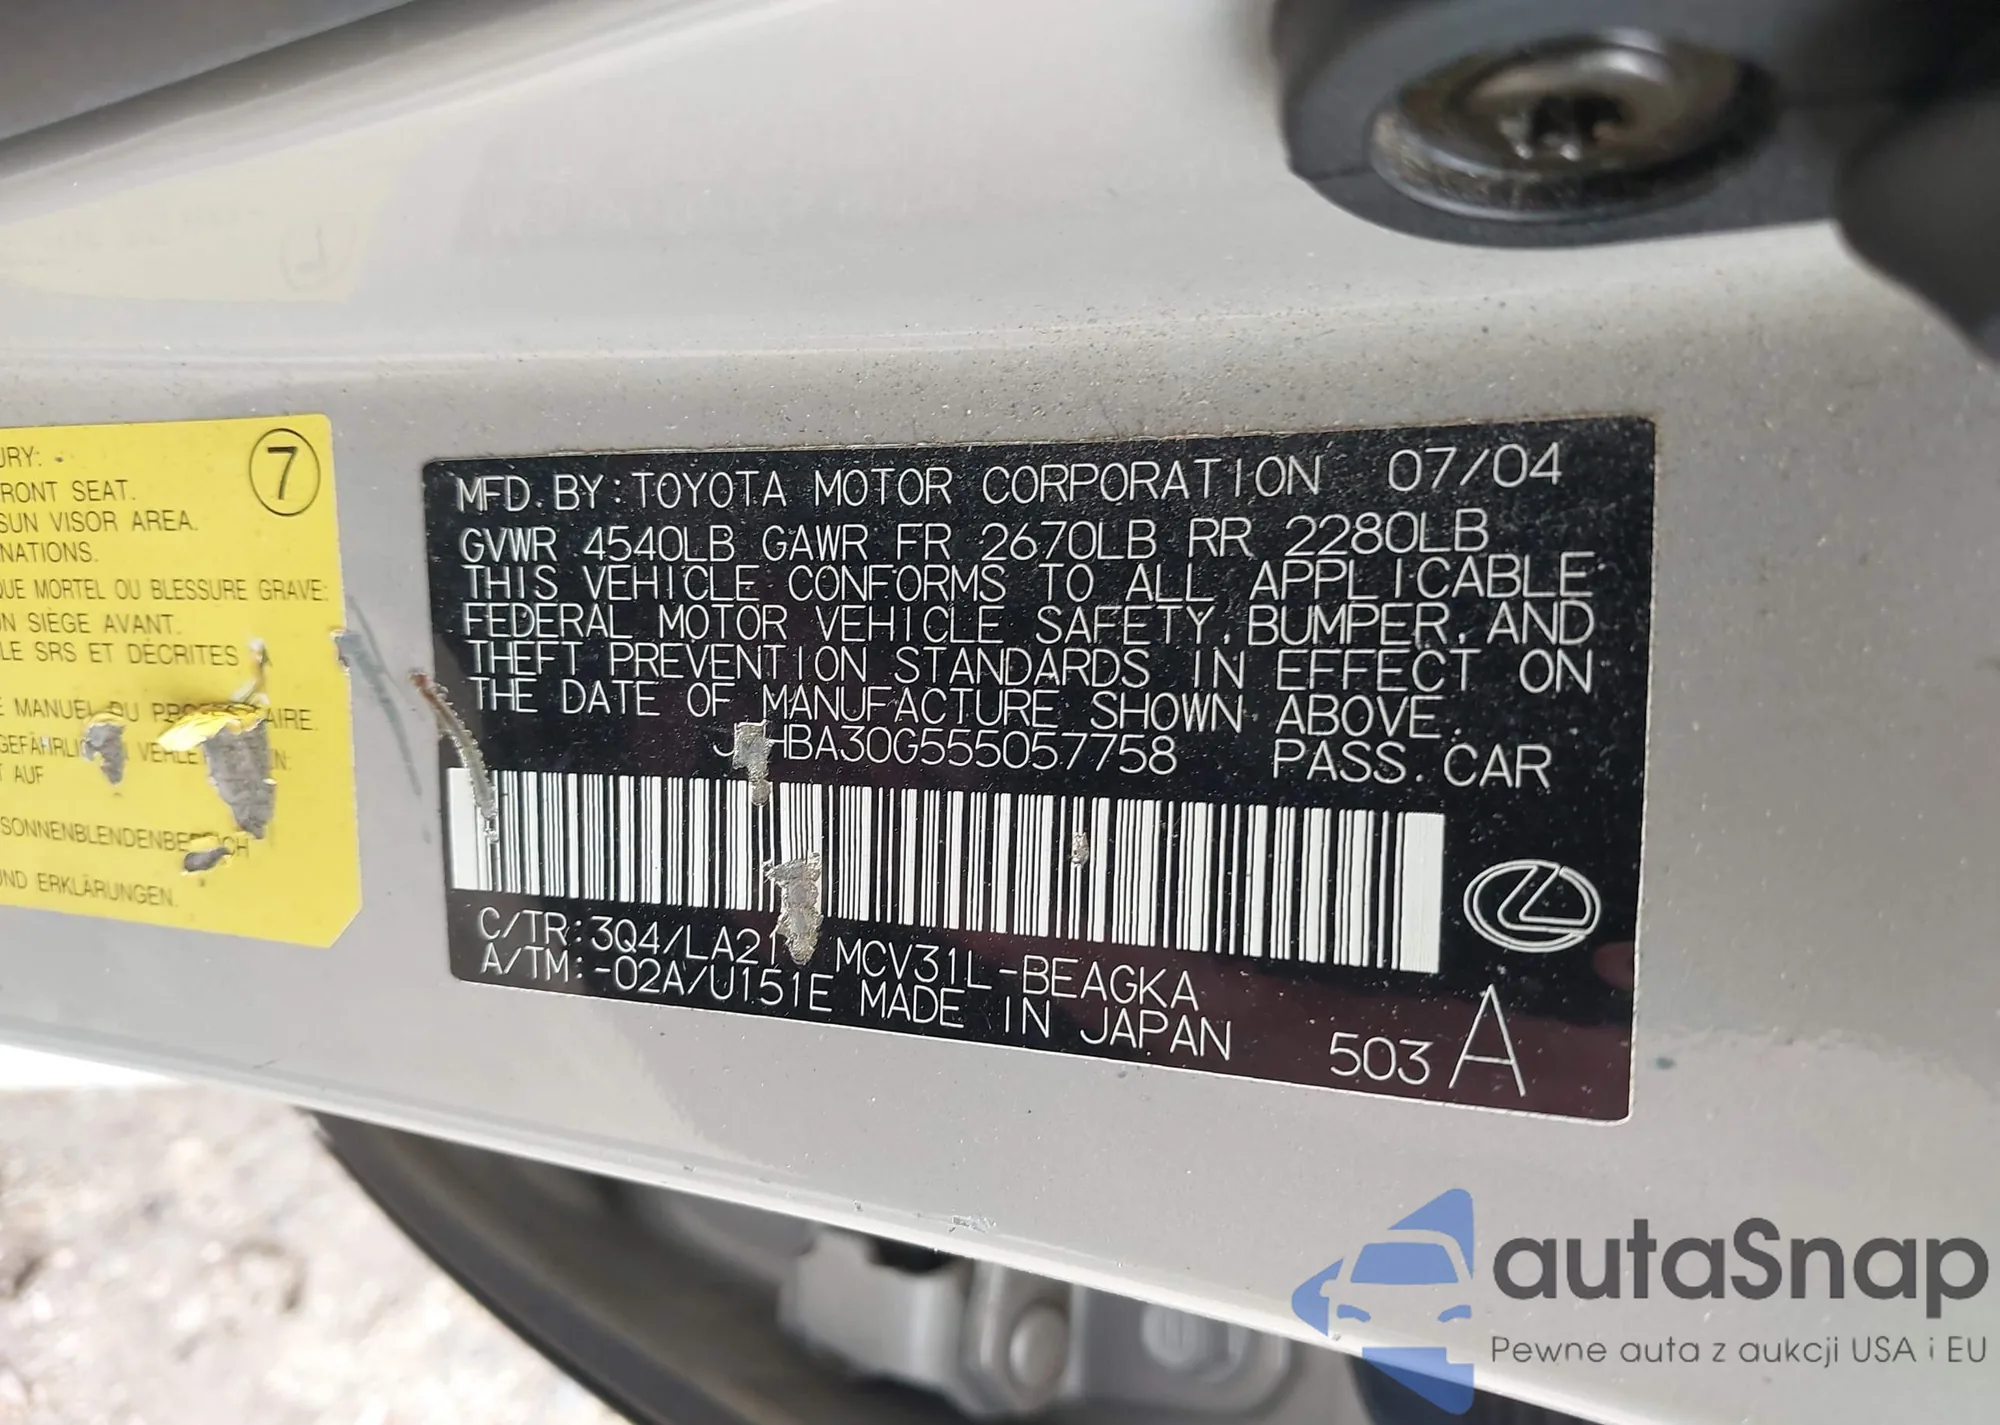 7
URY:
RONT SEAT.
SUN VISOR AREA.
NATIONS.
QUE MORTEL OU BLESSURE GRAVE:
N SIÈGE AVANT.
LE SRS ET DÉCRITES
E MANUEL DU PROPRIÉTAIRE.
T AUF
SONNENBLENDENBEREICH
UND ERKLÄRUNGEN.
MFD. BY: TOYOTA MOTOR CORPORATION 07/04
GVWR 4540LB GAWR FR 2670LB RR 2280LB
THIS VEHICLE CONFORMS TO ALL APPLICABLE
FEDERAL MOTOR VEHICLE SAFETY, BUMPER, AND
THEFT PREVENTION STANDARDS IN EFFECT ON
THE DATE OF MANUFACTURE SHOWN ABOVE.
J HBA30G555057758 PASS. CAR
C/TR: 3Q4/LA21 MCV31L-BEAGKA
A/TM: -02A/U151E MADE IN JAPAN
503 A
autaSnap
Pewne auta z aukcji USA i EU